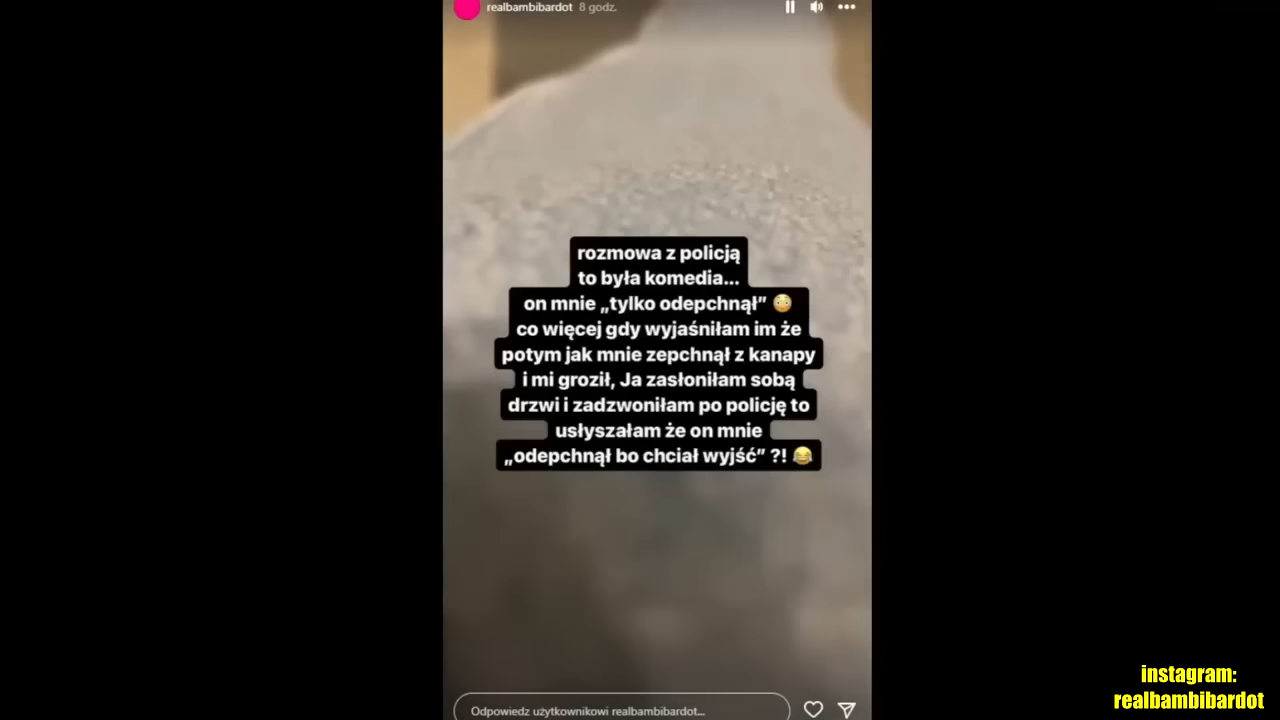 realbambibardot 8 godz.
rozmowa z policją
to była komedia...
on mnie „tylko odepchnął” 😳
co więcej gdy wyjaśniłam im że
potym jak mnie zepchnął z kanapy
i mi groził, Ja zasłoniłam sobą
drzwi i zadzwoniłam po policję to
usłyszałam że on mnie
„odepchnął bo chciał wyjść” ?! 😂
Odpowiedz użytkownikowi realbambibardot...
instagram:
realbambibardot